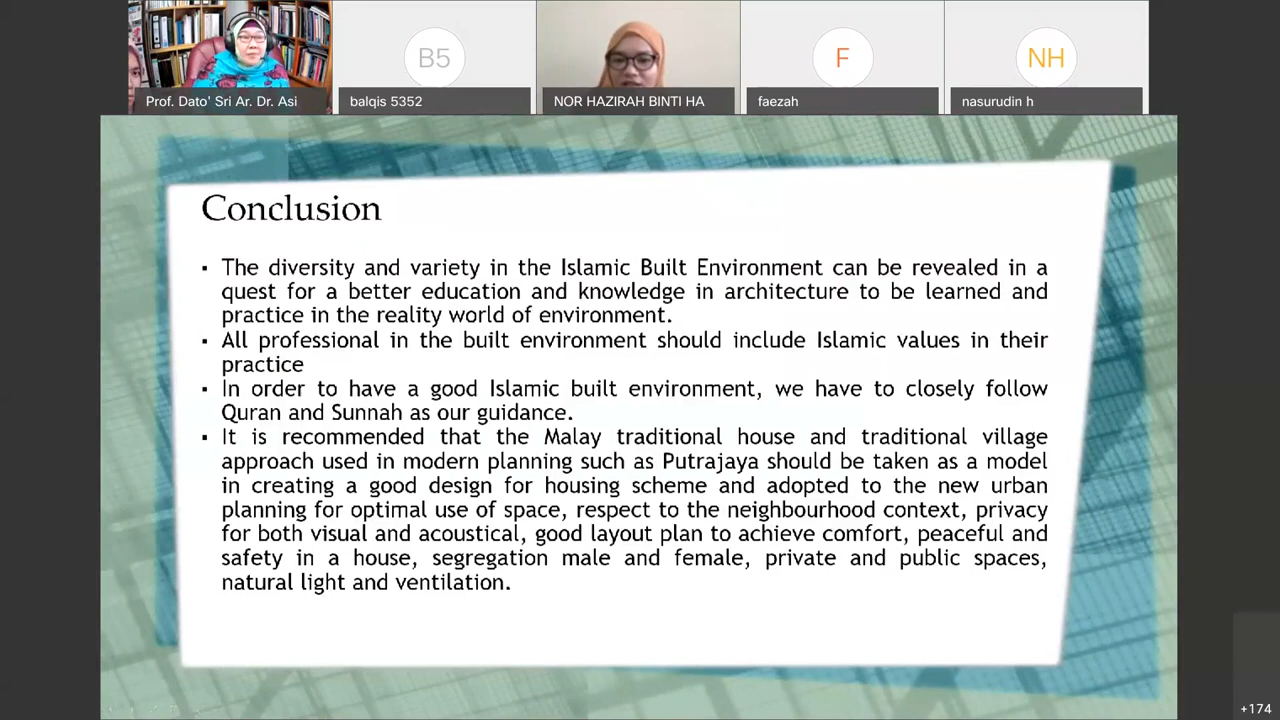 B5
F
NH
Prof. Dato' Sri Ar. Dr. Asi
balqis 5352
NOR HAZIRAH BINTI HA
faezah
nasurudin h
Conclusion
▪ The diversity and variety in the Islamic Built Environment can be revealed in a
quest for a better education and knowledge in architecture to be learned and
practice in the reality world of environment.
▪ All professional in the built environment should include Islamic values in their
practice
▪ In order to have a good Islamic built environment, we have to closely follow
Quran and Sunnah as our guidance.
▪ It is recommended that the Malay traditional house and traditional village
approach used in modern planning such as Putrajaya should be taken as a model
in creating a good design for housing scheme and adopted to the new urban
planning for optimal use of space, respect to the neighbourhood context, privacy
for both visual and acoustical, good layout plan to achieve comfort, peaceful and
safety in a house, segregation male and female, private and public spaces,
natural light and ventilation.
+174